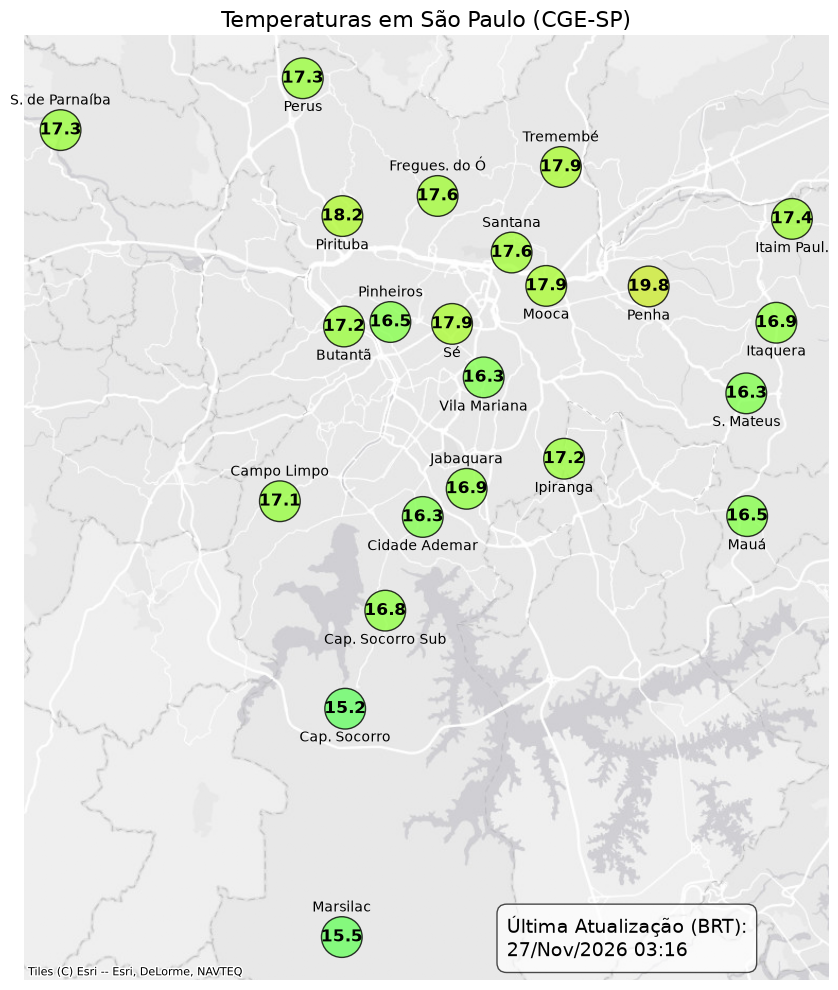 Temperaturas em São Paulo (CGE-SP)
17.3
Perus
S. de Parnaíba
17.3
Tremembé
17.9
Fregues. do Ó
17.6
18.2
Pirituba
Santana
17.6
17.4
Itaim Paul.
17.9
Mooca
19.8
Penha
Pinheiros
16.5
17.2
Butantã
17.9
Sé
16.9
Itaquera
16.3
Vila Mariana
16.3
S. Mateus
17.2
Ipiranga
Jabaquara
16.9
Campo Limpo
17.1
16.3
Cidade Ademar
16.5
Mauá
16.8
Cap. Socorro Sub
15.2
Cap. Socorro
Marsilac
15.5
Última Atualização (BRT):
27/Nov/2026 03:16
Tiles (C) Esri -- Esri, DeLorme, NAVTEQ